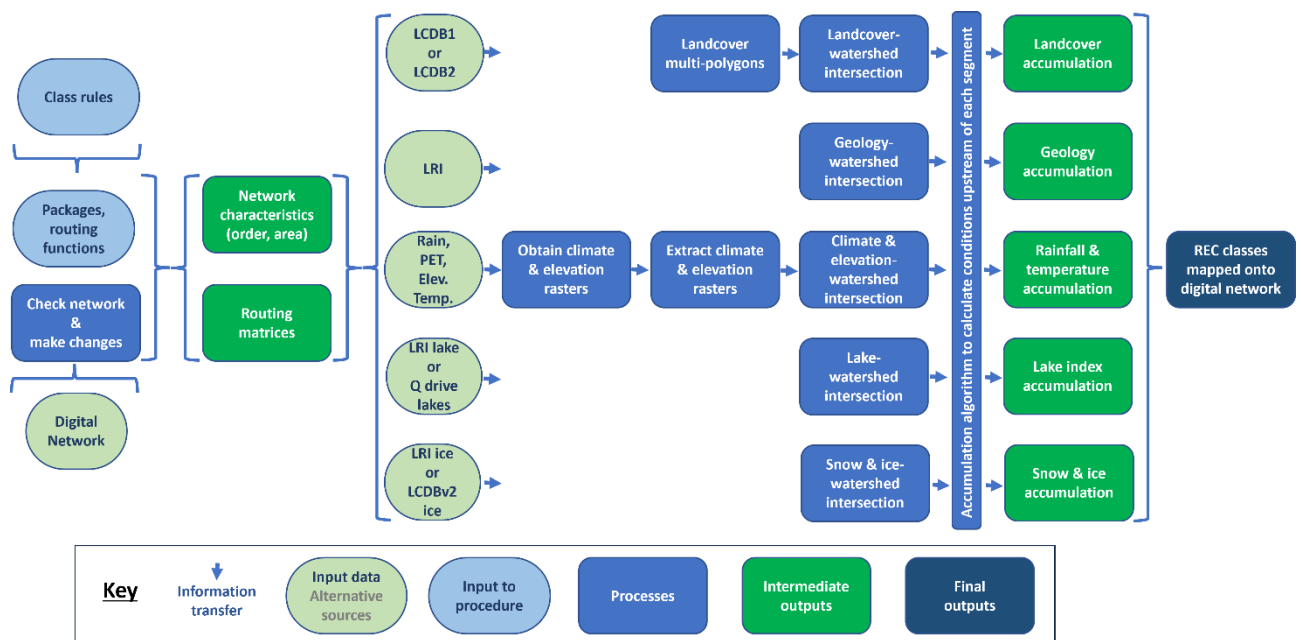 Class rules
Packages,
routing
functions
Check network
&
make changes
Digital
Network
Network
characteristics
(order, area)
Routing
matrices
LCDB1
or
LCDB2
LRI
Rain,
PET,
Elev.
Temp.
LRI lake
or
Q drive
lakes
LRI ice
or
LCDBv2
ice
Obtain climate
& elevation
rasters
Landcover
multi-polygons
Extract climate
& elevation
rasters
Landcover-
watershed
intersection
Geology-
watershed
intersection
Climate &
elevation-
watershed
intersection
Lake-
watershed
intersection
Snow & ice-
watershed
intersection
Accumulation algorithm to calculate conditions upstream of each segment
Landcover
accumulation
Geology
accumulation
Rainfall &
temperature
accumulation
Lake index
accumulation
Snow & ice
accumulation
REC classes
mapped onto
digital network
Key
Information
transfer
Input data
Alternative
sources
Input to
procedure
Processes
Intermediate
outputs
Final
outputs